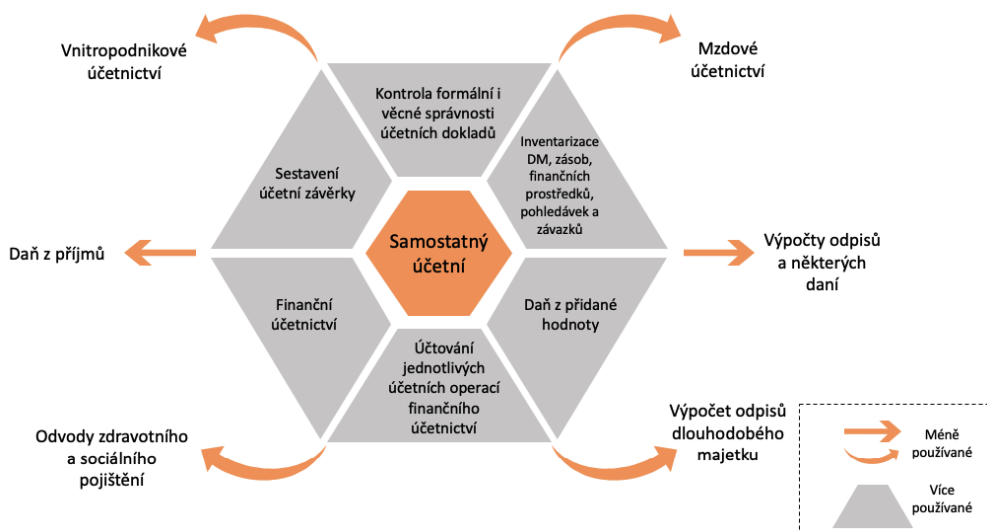 Vnitropodnikové
účetnictví
Mzdové
účetnictví
Kontrola formální i
věcné správnosti
účetních dokladů
Sestavení
účetní závěrky
Inventarizace
DM, zásob,
finančních
prostředků,
pohledávek a
závazků
Samostatný
účetní
Daň z příjmů
Výpočty odpisů
a některých
daní
Finanční
účetnictví
Daň z přidané
hodnoty
Účtování
jednotlivých
účetních operací
finančního
účetnictví
Odvody zdravotního
a sociálního
pojištění
Výpočet odpisů
dlouhodobého
majetku
Méně
používané
Více
používané